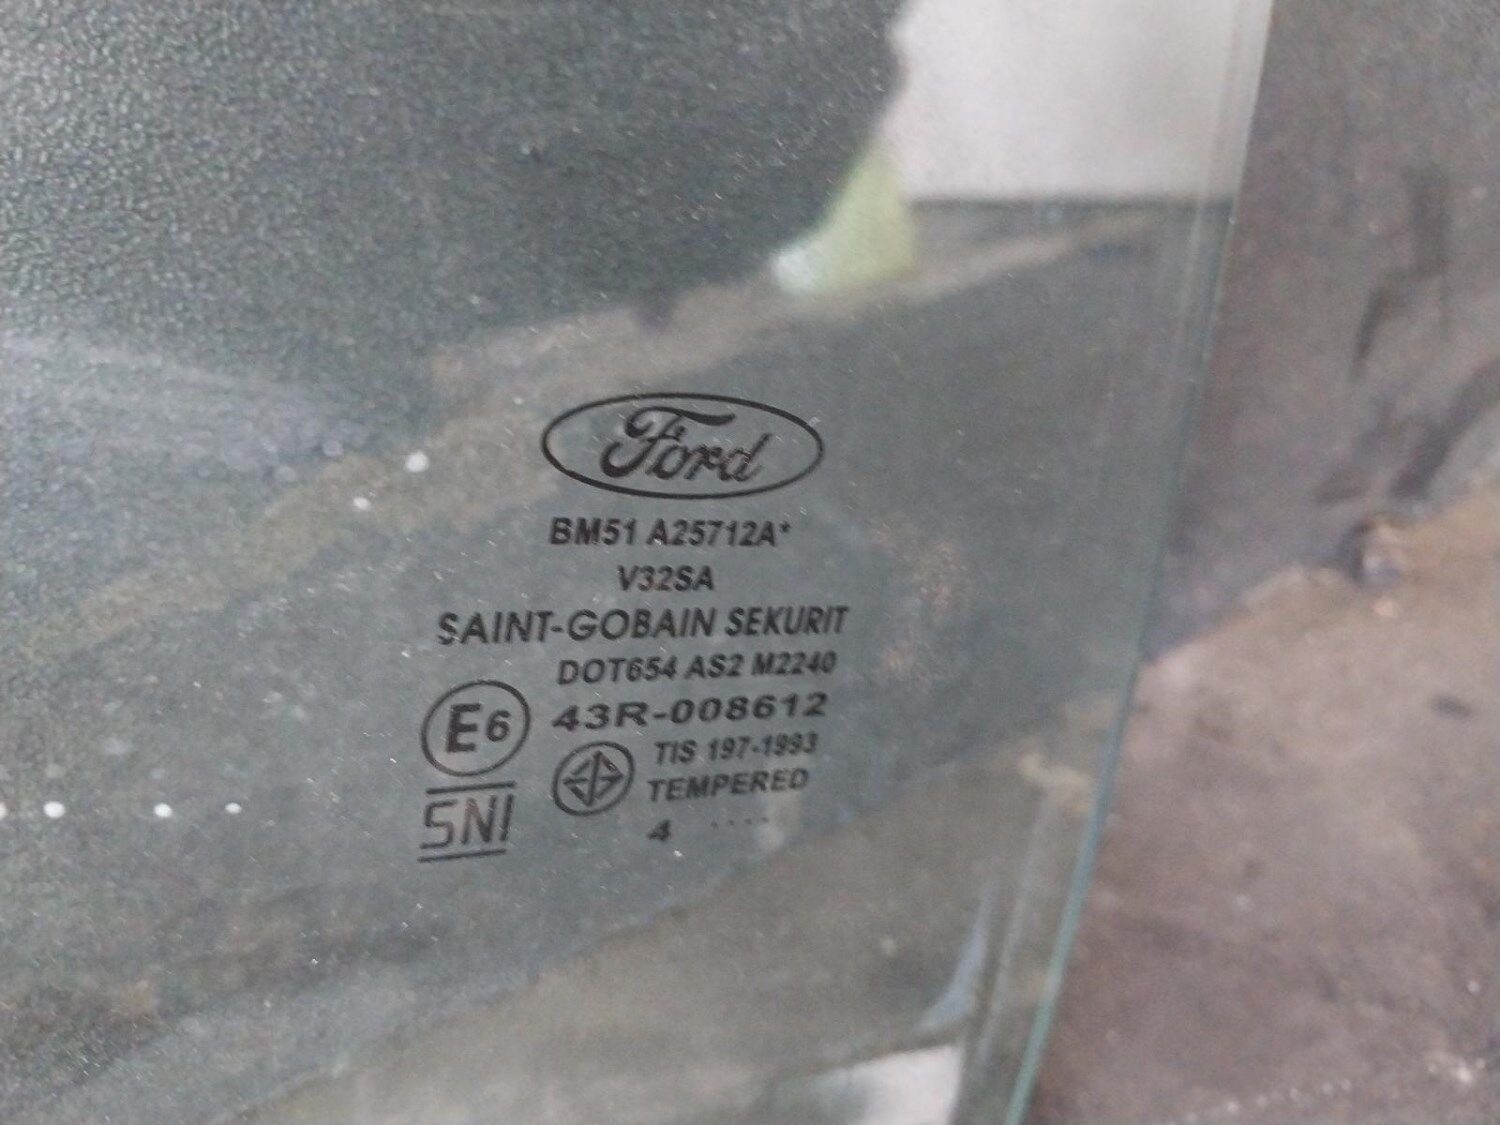 Ford
BM51 A25712A*
V32SA
SAINT-GOBAIN SEKURIT
DOT654 AS2 M2240
E6 43R-008612
TIS 197-1993
TEMPERED
SNI
4 ....